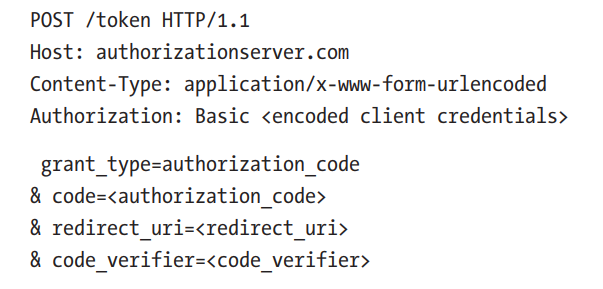 POST /token HTTP/1.1
Host: authorizationserver.com
Content-Type: application/x-www-form-urlencoded
Authorization: Basic <encoded client credentials>
grant_type=authorization_code
& code=<authorization_code>
& redirect_uri=<redirect_uri>
& code_verifier=<code_verifier>